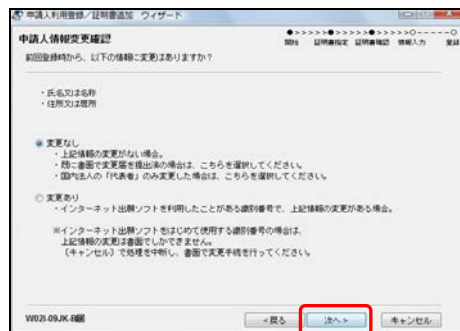 申請人利用登録/証明書追加 ウィザード
申請人情報変更確認
開始 証明書指定 証明書確認 情報入力 登録
前回登録時から、以下の情報に変更はありますか？
・氏名又は名称
・住所又は居所
変更なし
・上記情報の変更がない場合。
・既に書面で変更届を提出済の場合は、こちらを選択してください。
・国内法人の「代表者」のみ変更した場合は、こちらを選択してください。
変更あり
・インターネット出願ソフトを利用したことがある識別番号で、上記情報の変更がある場合。
※インターネット出願ソフトをはじめて使用する識別番号の場合は、
上記情報の変更は書面でしかできません。
(キャンセル)で処理を中断し、書面で変更手続を行ってください。
<戻る 次へ> キャンセル